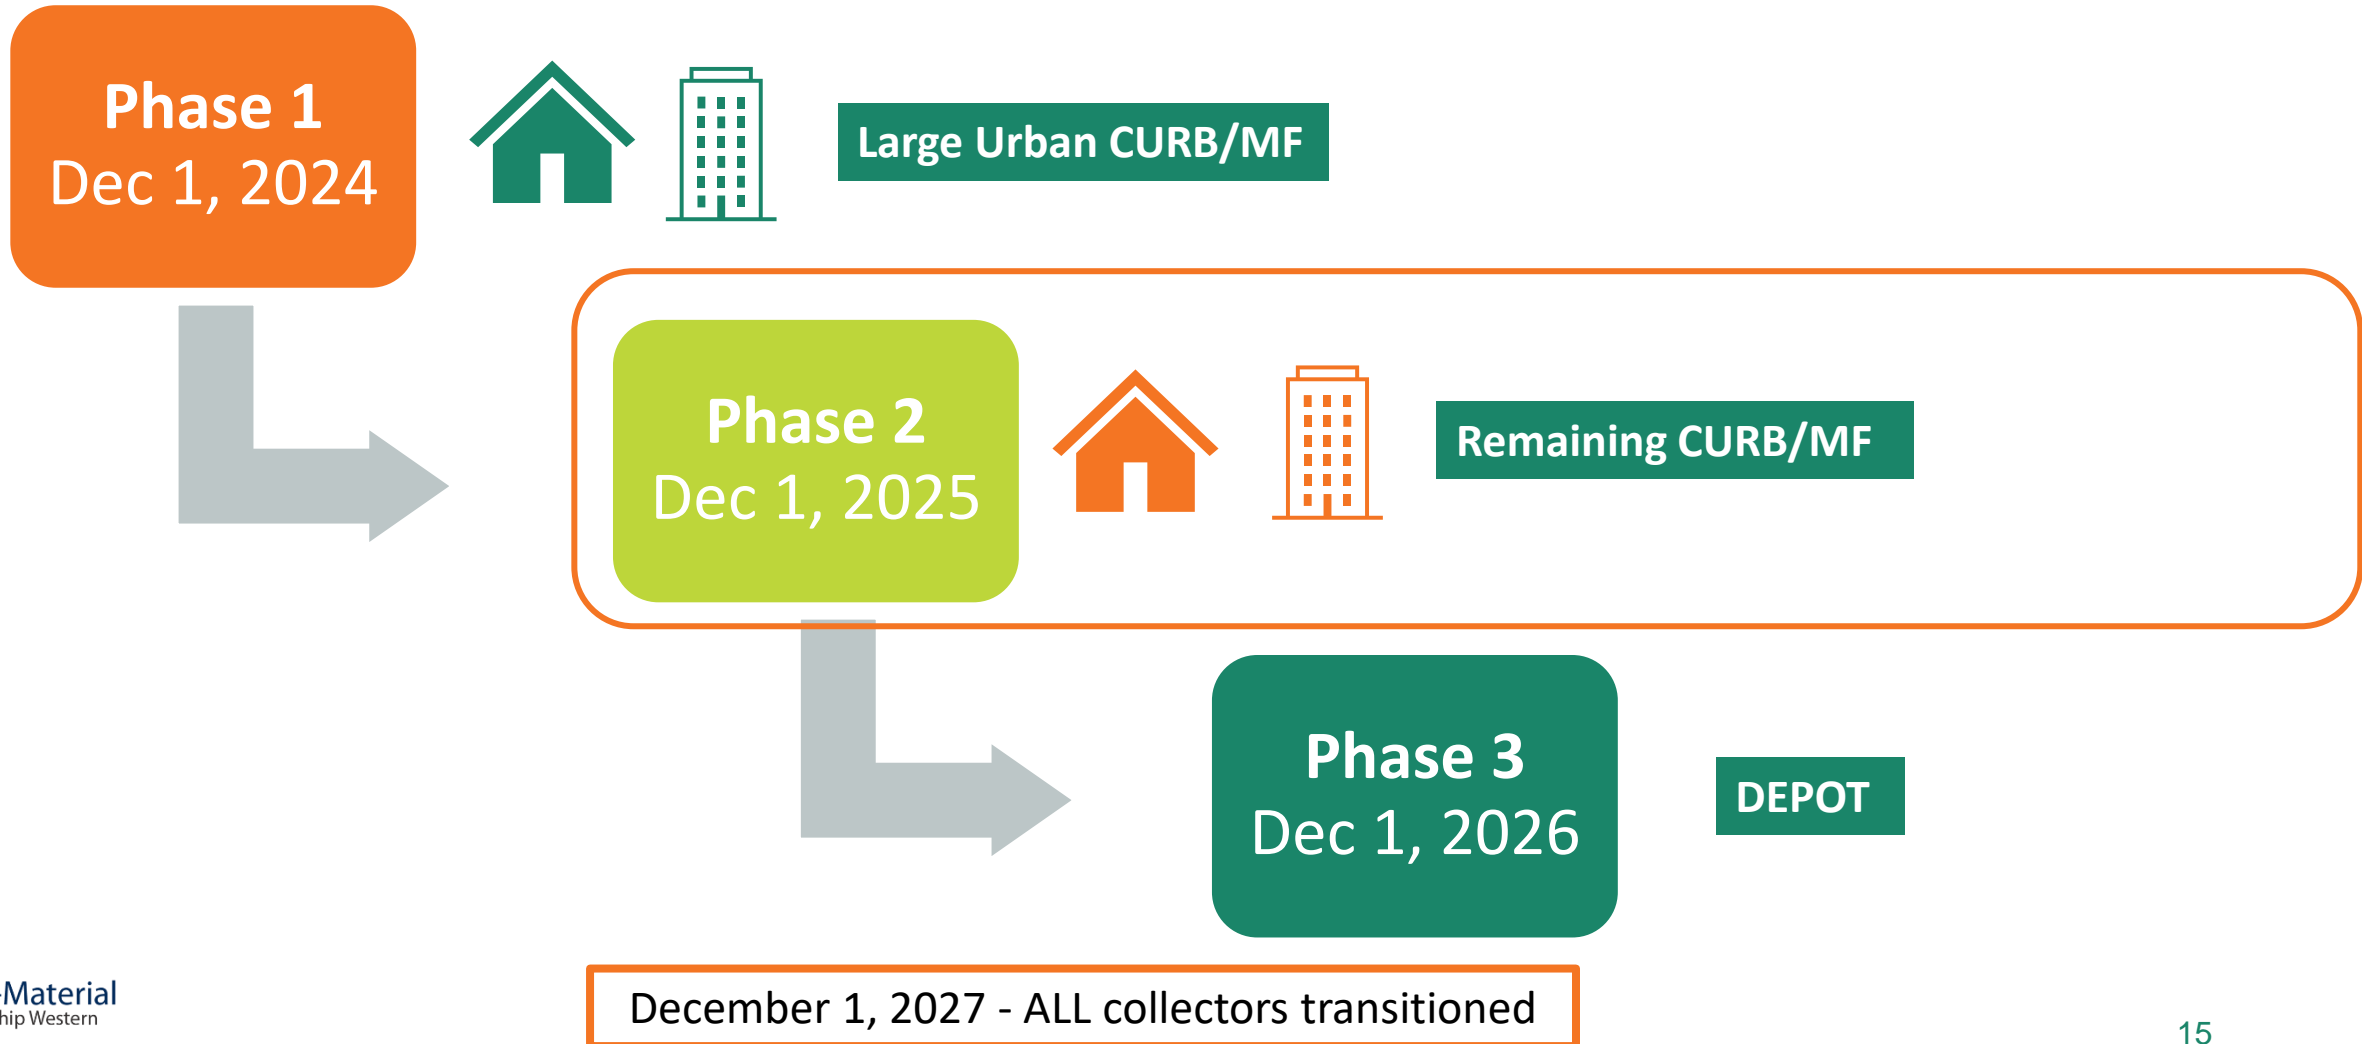 Phase 1
Dec 1, 2024
Large Urban CURB/MF
Phase 2
Dec 1, 2025
Remaining CURB/MF
Phase 3
Dec 1, 2026
DEPOT
December 1, 2027 - ALL collectors transitioned
-Material
hip Western
15